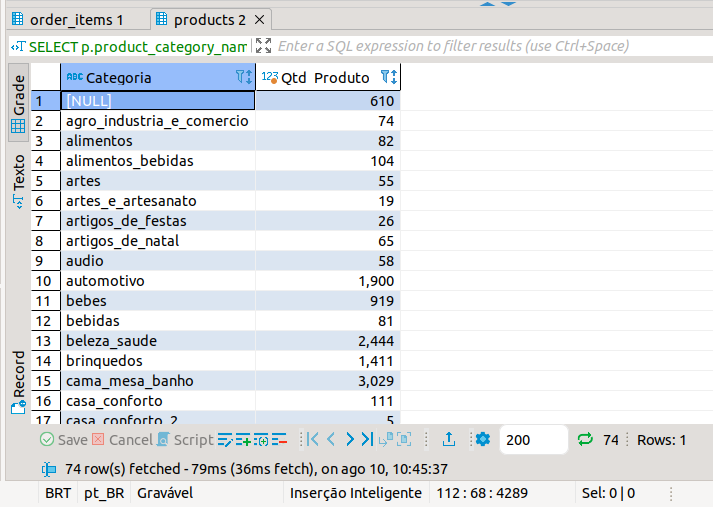 order_items 1
products 2
SELECT p.product_category_nam
Enter a SQL expression to filter results (use Ctrl+Space)
Grade
Texto
Record
ABC Categoria
123 Qtd Produto
1 [NULL] 610
2 agro_industria_e_comercio 74
3 alimentos 82
4 alimentos_bebidas 104
5 artes 55
6 artes_e_artesanato 19
7 artigos_de_festas 26
8 artigos_de_natal 65
9 audio 58
10 automotivo 1,900
11 bebes 919
12 bebidas 81
13 beleza_saude 2,444
14 brinquedos 1,411
15 cama_mesa_banho 3,029
16 casa_conforto 111
17 casa_conforto_2 5
Save Cancel Script 200 74 Rows: 1
74 row(s) fetched - 79ms (36ms fetch), on ago 10, 10:45:37
BRT pt_BR Gravável Inserção Inteligente 112 : 68 : 4289 Sel: 0 | 0